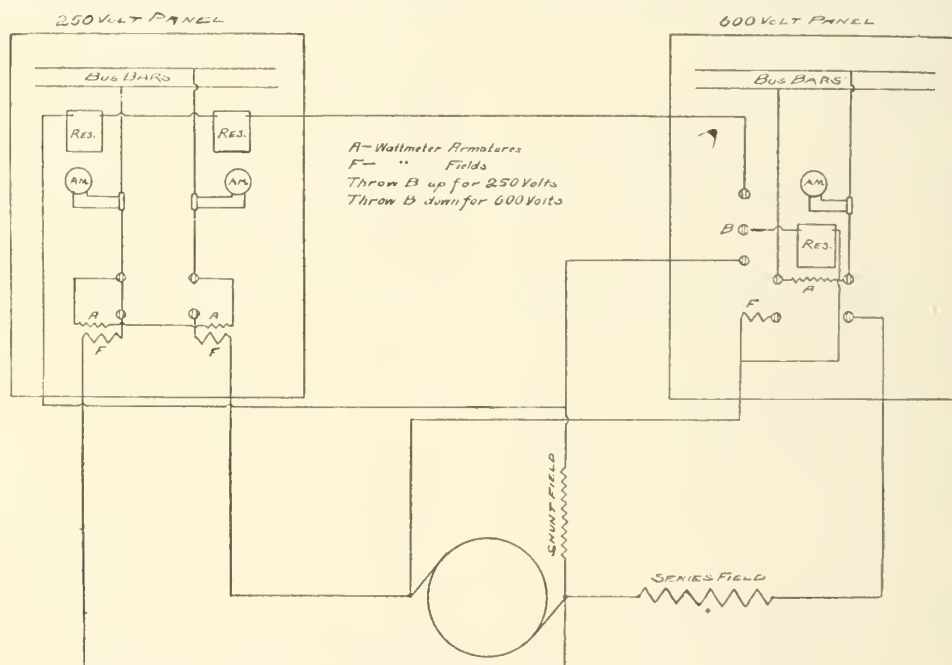 250 VOLT PANEL
600 VOLT PANEL
BUS BARS
BUS BARS
RES.
RES.
A- Wattmeter Armatures
F- " Fields
Throw B up for 250 Volts
Throw B down for 600 Volts
AM.
AM.
AM.
B
RES.
A
A
A
F
F
F
SHUNT FIELD
SERIES FIELD